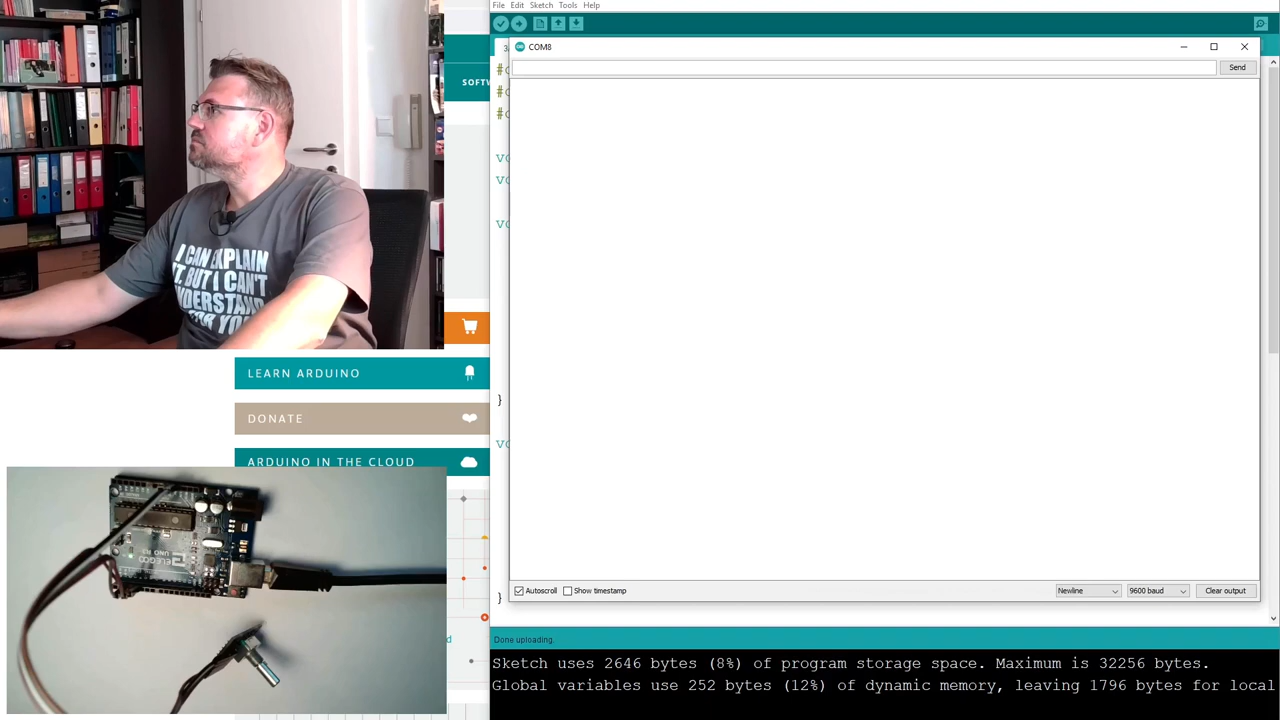 File Edit Sketch Tools Help
COM8
Send
SOFTW
I CAN EXPLAIN
IT, BUT I CAN'T
UNDERSTAND
FOR YOU
}
LEARN ARDUINO
DONATE
ARDUINO IN THE CLOUD
ELEGOO
UNO R3
}
Autoscroll Show timestamp Newline 9600 baud Clear output
Done uploading.
Sketch uses 2646 bytes (8%) of program storage space. Maximum is 32256 bytes.
Global variables use 252 bytes (12%) of dynamic memory, leaving 1796 bytes for local